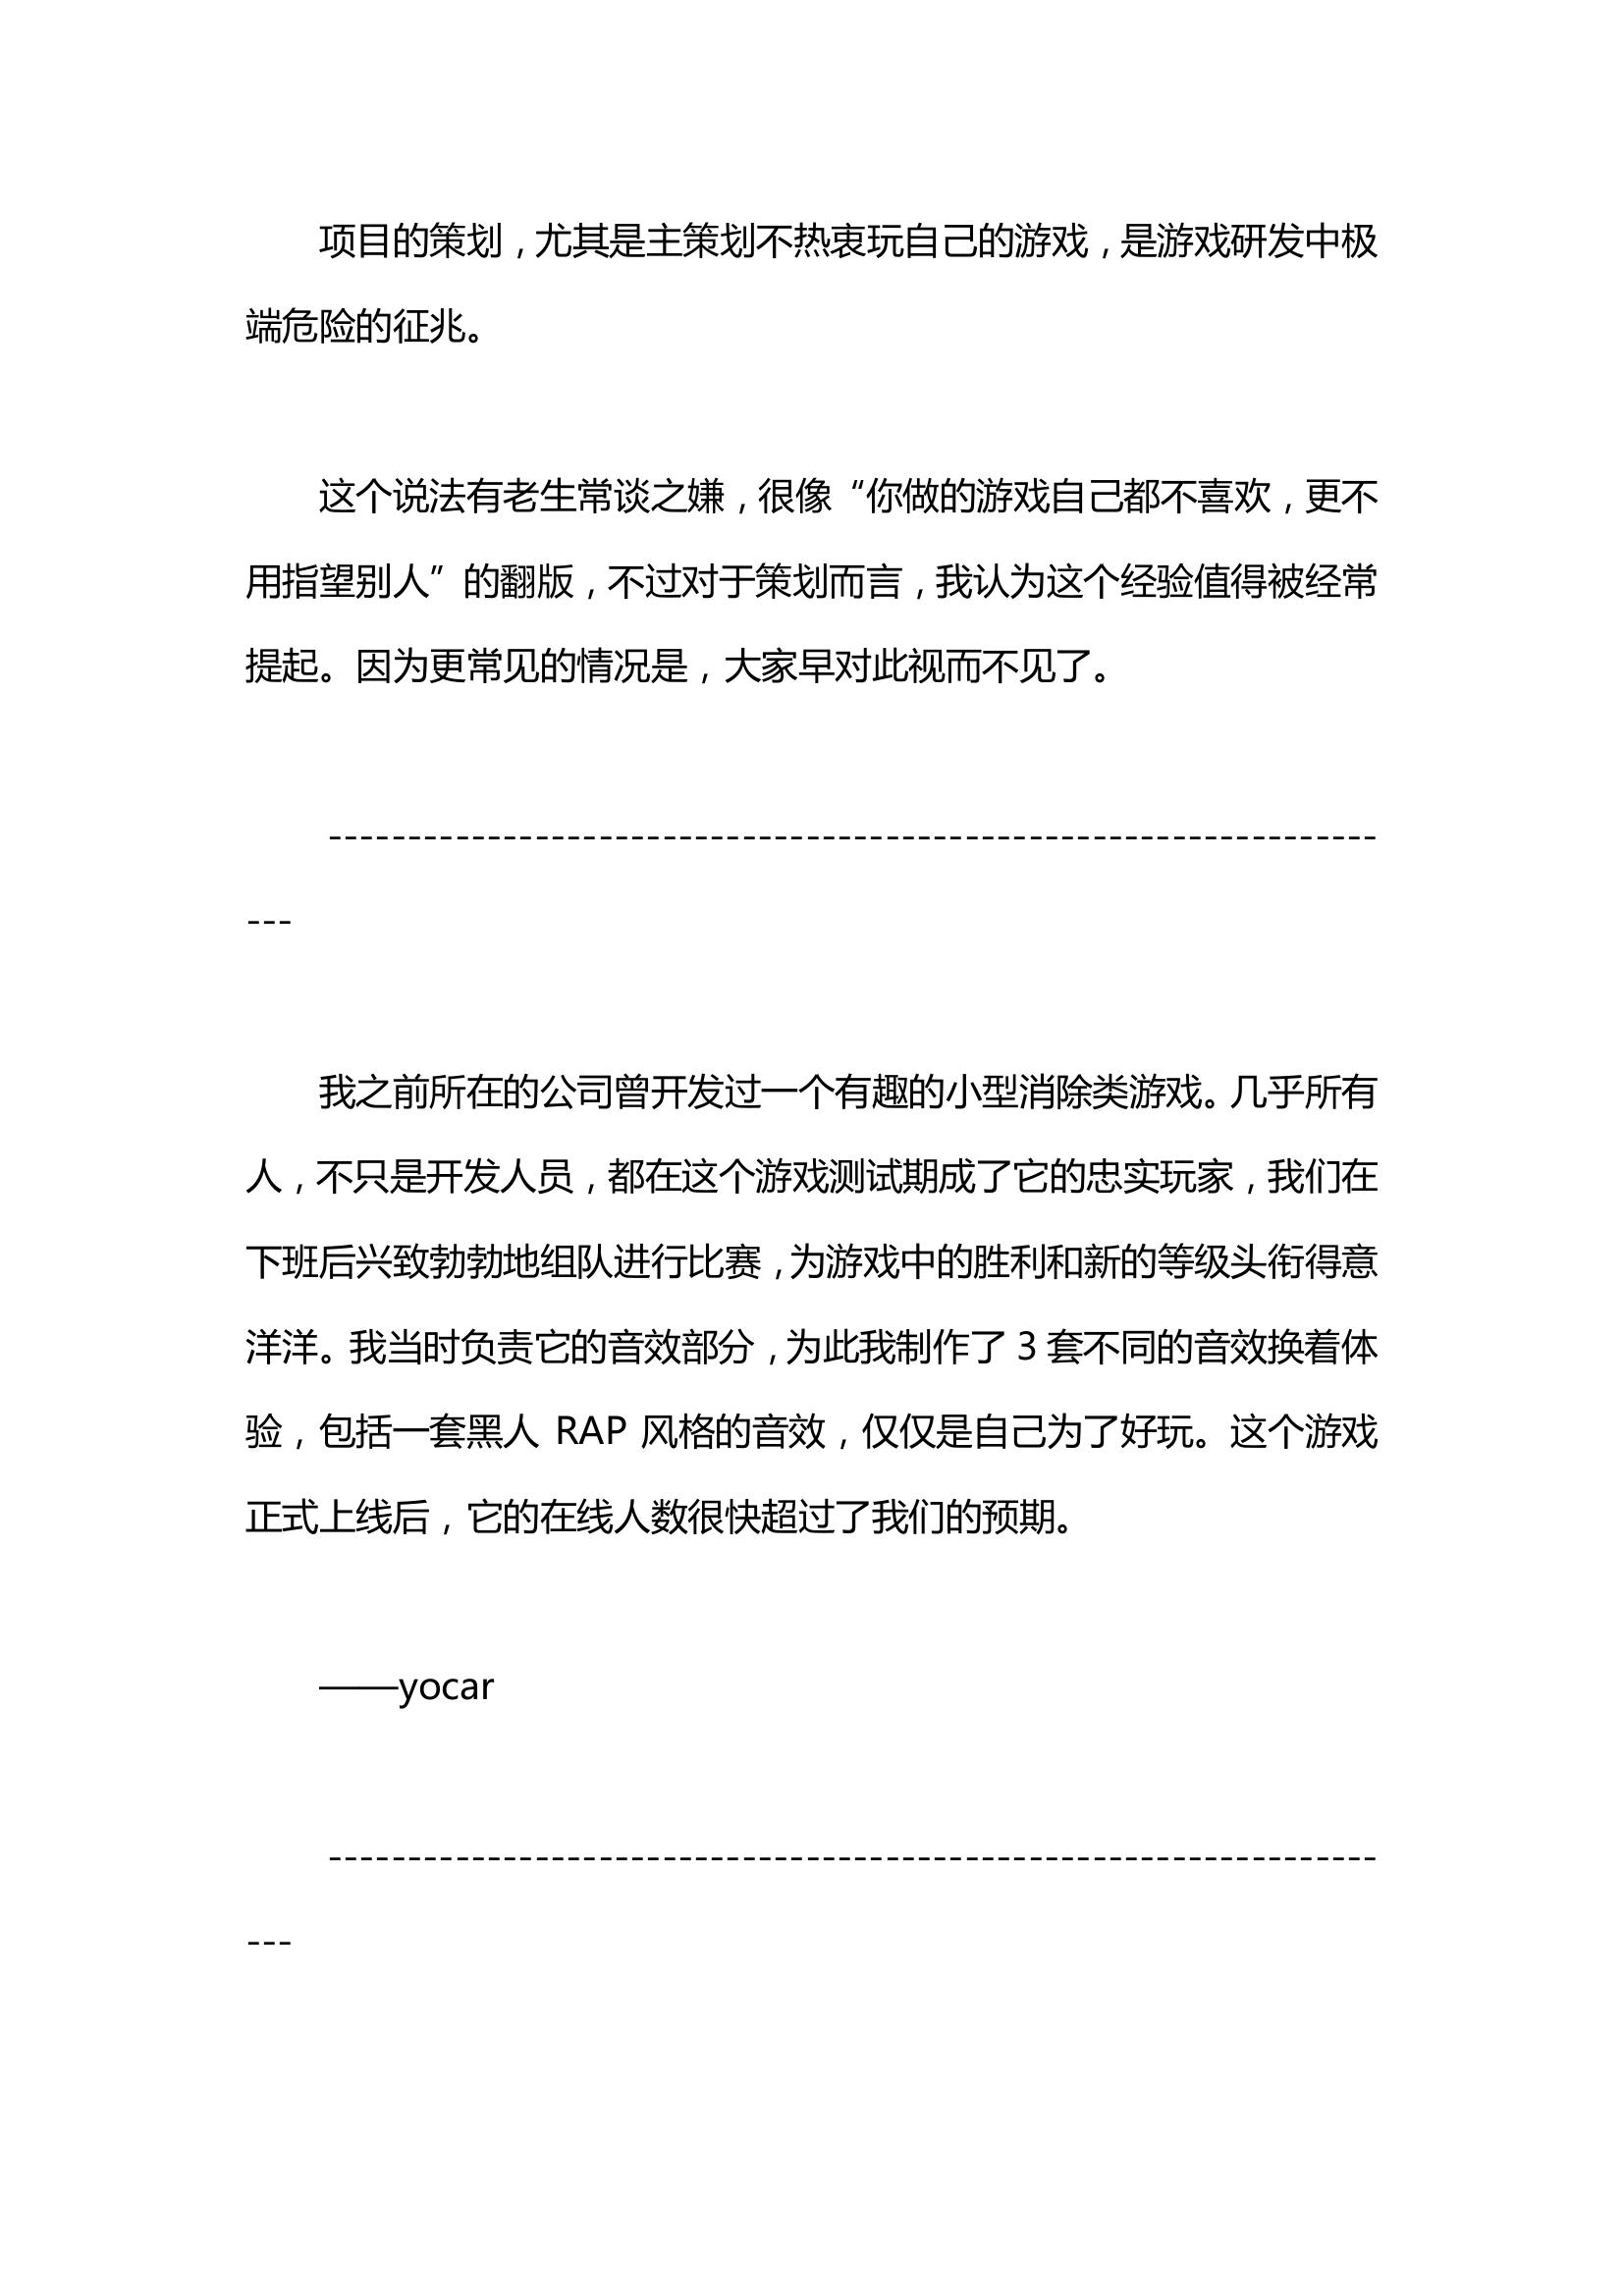 项目的策划，尤其是主策划不热衷玩自己的游戏，是游戏研发中极
端危险的征兆。
这个说法有老生常谈之嫌，很像“你做的游戏自己都不喜欢，更不
用指望别人”的翻版，不过对于策划而言，我认为这个经验值得被经常
提起。因为更常见的情况是，大家早对此视而不见了。
------------------------------------------------------------------
---
我之前所在的公司曾开发过一个有趣的小型消除类游戏。几乎所有
人，不只是开发人员，都在这个游戏测试期成了它的忠实玩家，我们在
下班后兴致勃勃地组队进行比赛，为游戏中的胜利和新的等级头衔得意
洋洋。我当时负责它的音效部分，为此我制作了 3 套不同的音效换着体
验，包括一套黑人 RAP 风格的音效，仅仅是自己为了好玩。这个游戏
正式上线后，它的在线人数很快超过了我们的预期。
——yocar
------------------------------------------------------------------
---